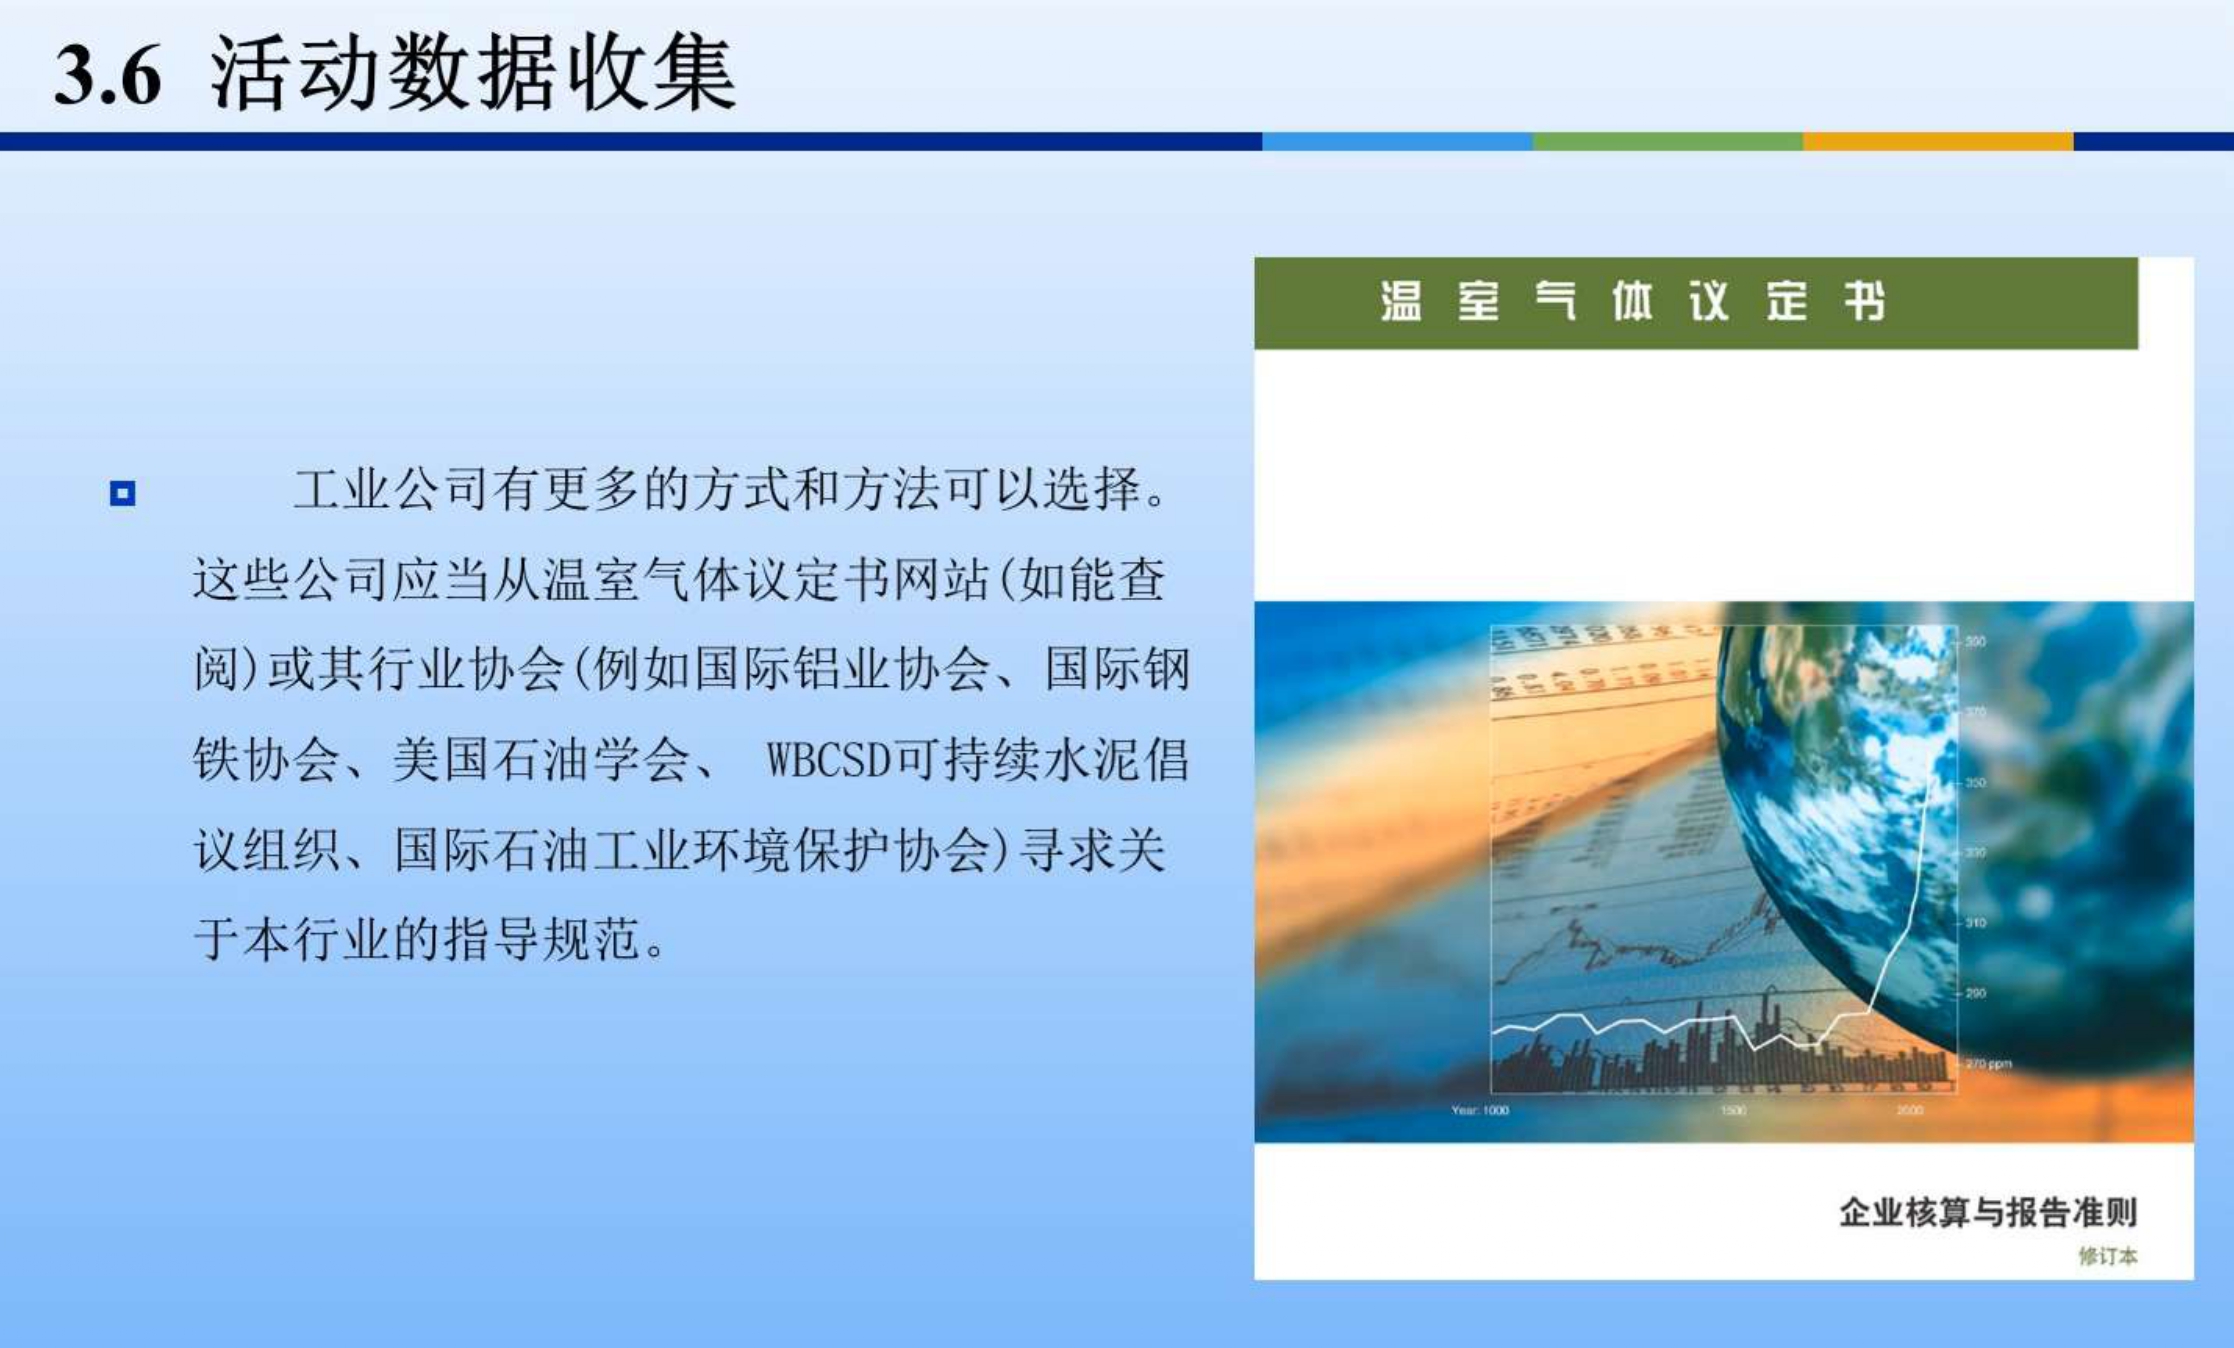 3.6 活动数据收集
工业公司有更多的方式和方法可以选择。
这些公司应当从温室气体议定书网站(如能查
阅)或其行业协会(例如国际铝业协会、国际钢
铁协会、美国石油学会、 WBCSD可持续水泥倡
议组织、国际石油工业环境保护协会)寻求关
于本行业的指导规范。
温室气体议定书
390
370
350
330
310
290
270 ppm
Year: 1000
1500
2000
企业核算与报告准则
修订本